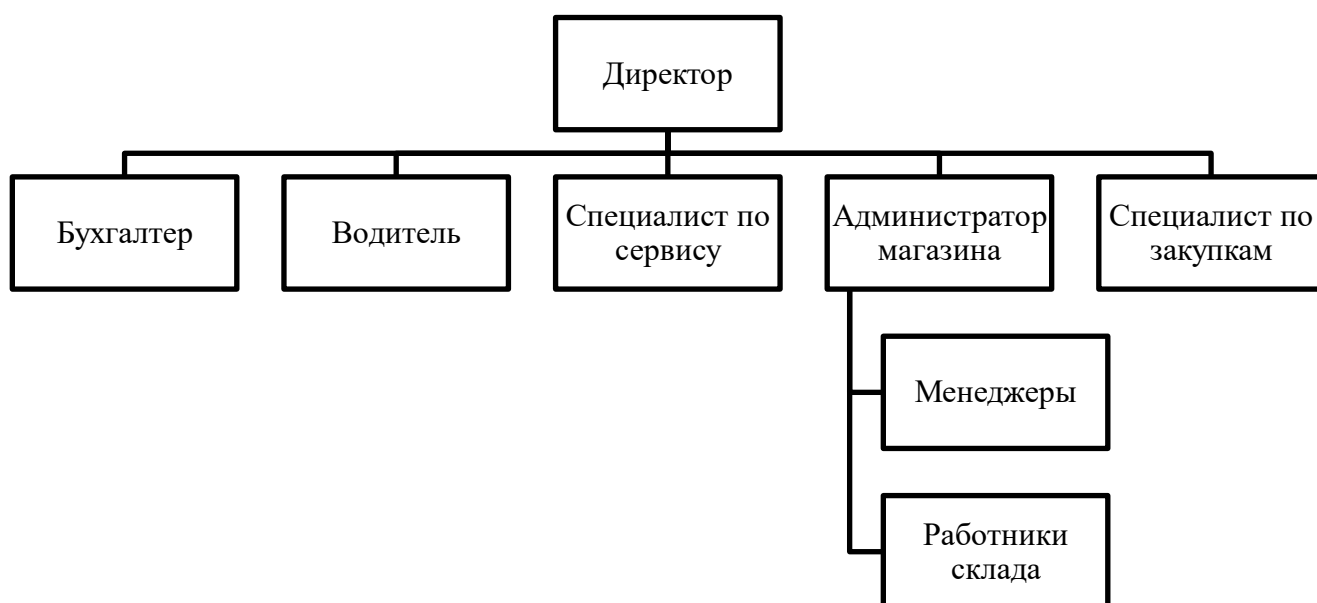 Директор
Бухгалтер
Водитель
Специалист по
сервису
Администратор
магазина
Специалист по
закупкам
Менеджеры
Работники
склада